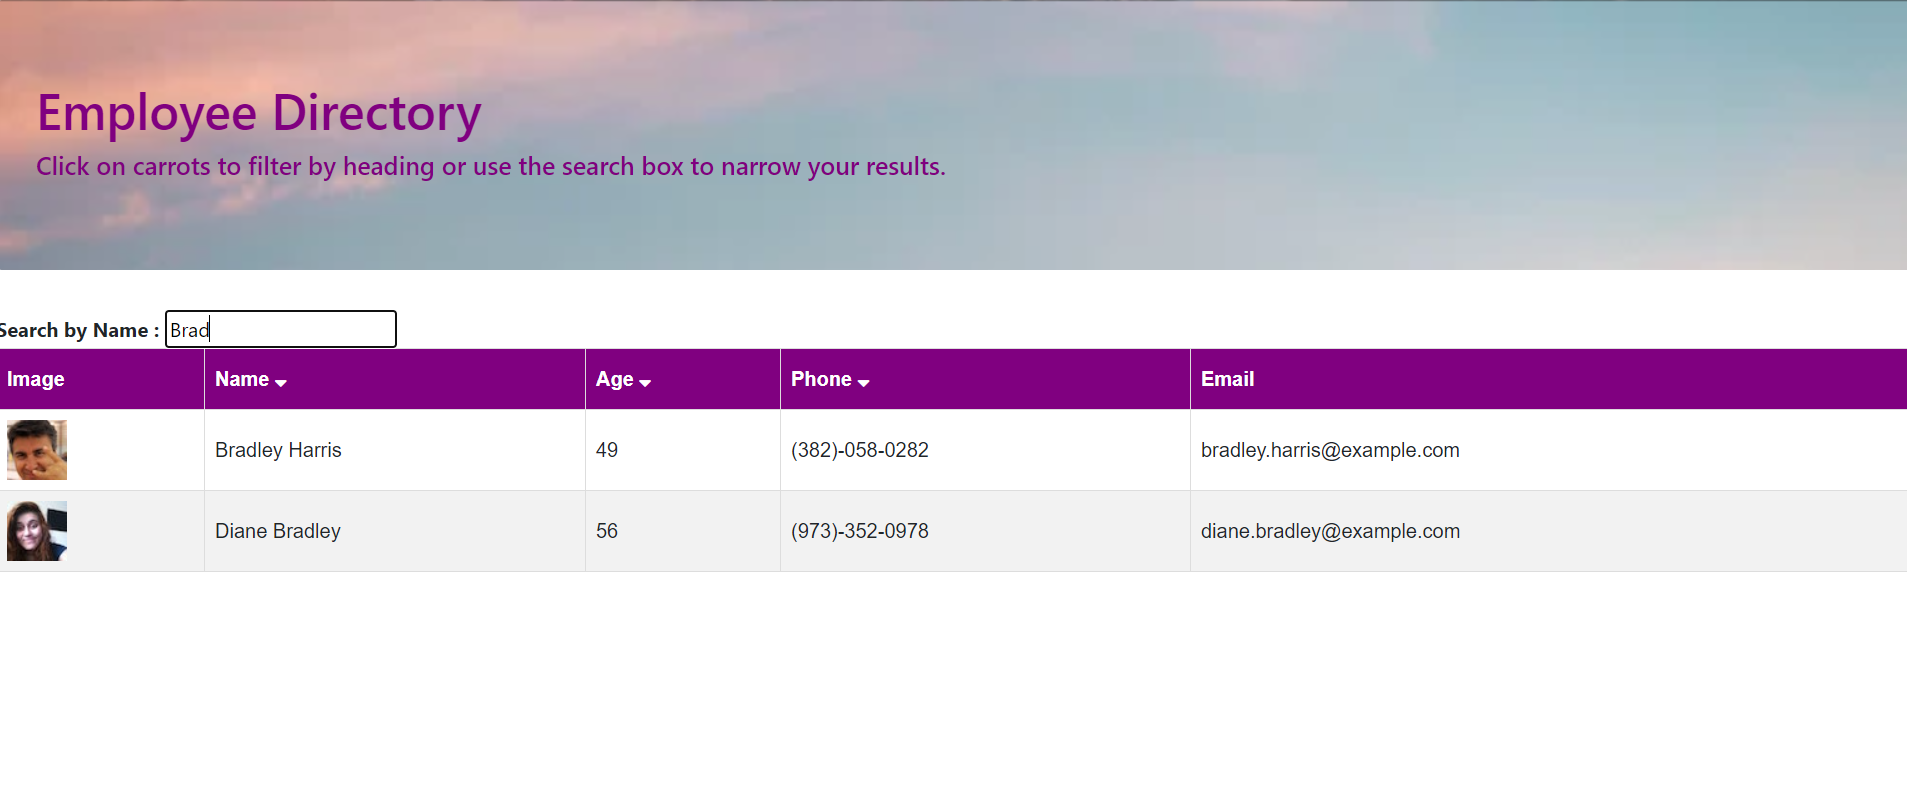 Employee Directory
Click on carrots to filter by heading or use the search box to narrow your results.
Search by Name : Brad
Image Name Age Phone Email
Bradley Harris 49 (382)-058-0282 bradley.harris@example.com
Diane Bradley 56 (973)-352-0978 diane.bradley@example.com